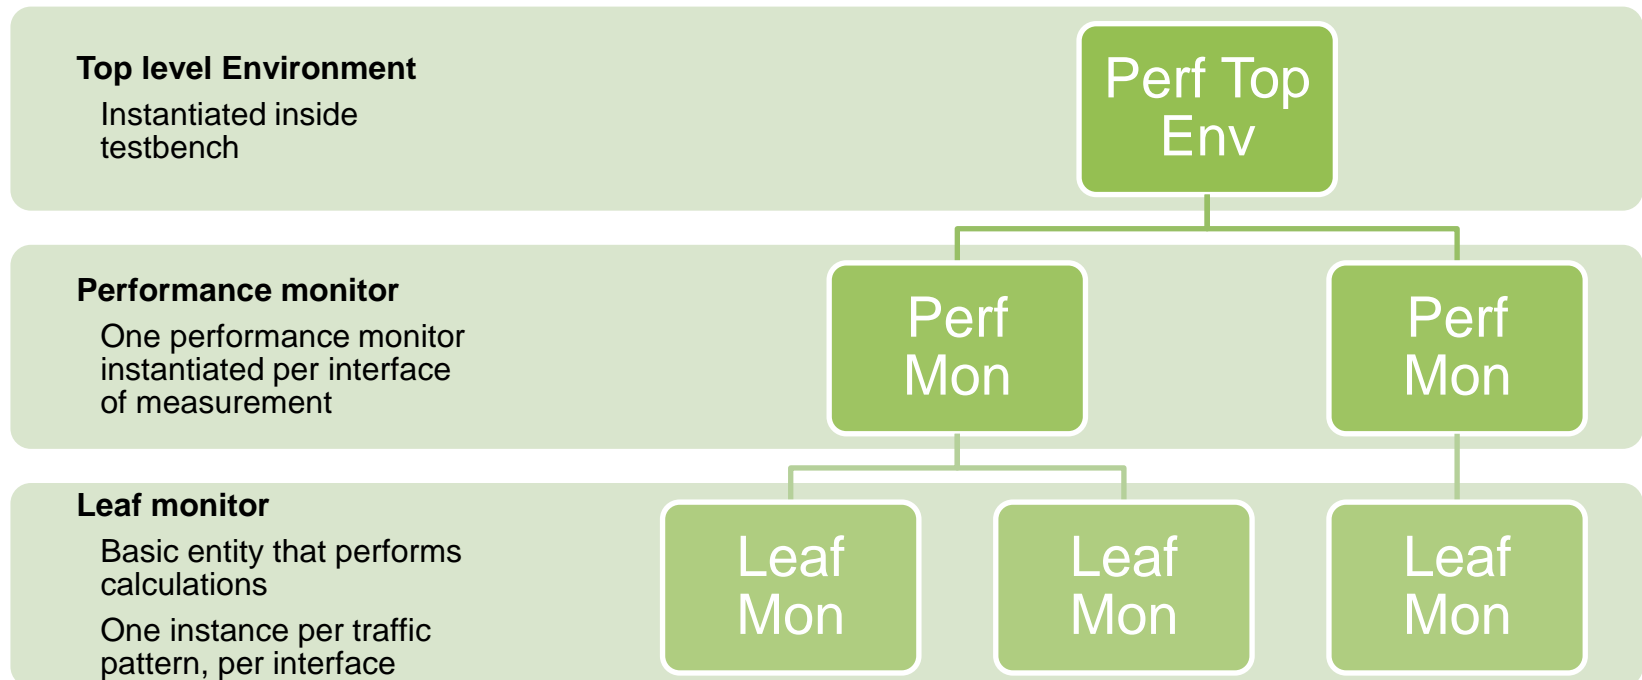 Top level Environment
Instantiated inside
testbench
Perf Top
Env
Performance monitor
One performance monitor
instantiated per interface
of measurement
Perf
Mon
Perf
Mon
Leaf monitor
Basic entity that performs
calculations
One instance per traffic
pattern, per interface
Leaf
Mon
Leaf
Mon
Leaf
Mon